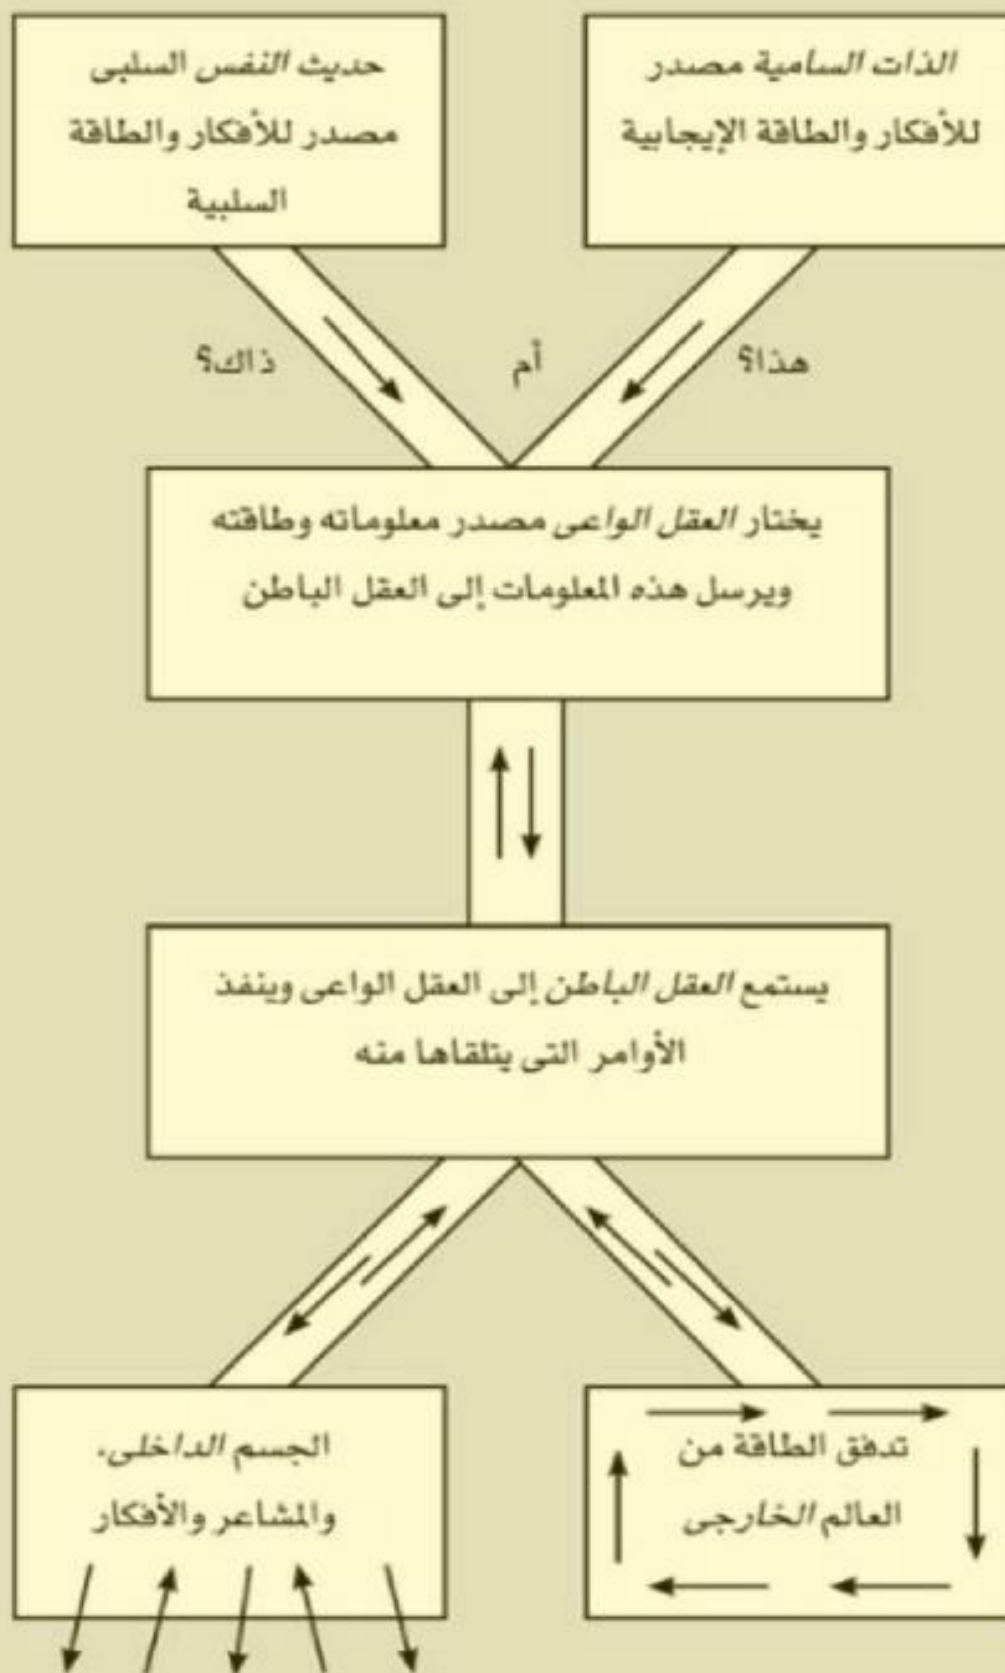 الذات السامية مصدر
للأفكار والطاقة الإيجابية
حديث النفس السلبى
مصدر للأفكار والطاقة
السلبية
هذا؟
أم
ذاك؟
يختار العقل الواعى مصدر معلوماته وطاقته
ويرسل هذه المعلومات إلى العقل الباطن
يستمع العقل الباطن إلى العقل الواعى وينفذ
الأوامر التى يتلقاها منه
تدفق الطاقة من
العالم الخارجى
الجسم الداخلى.
والمشاعر والأفكار